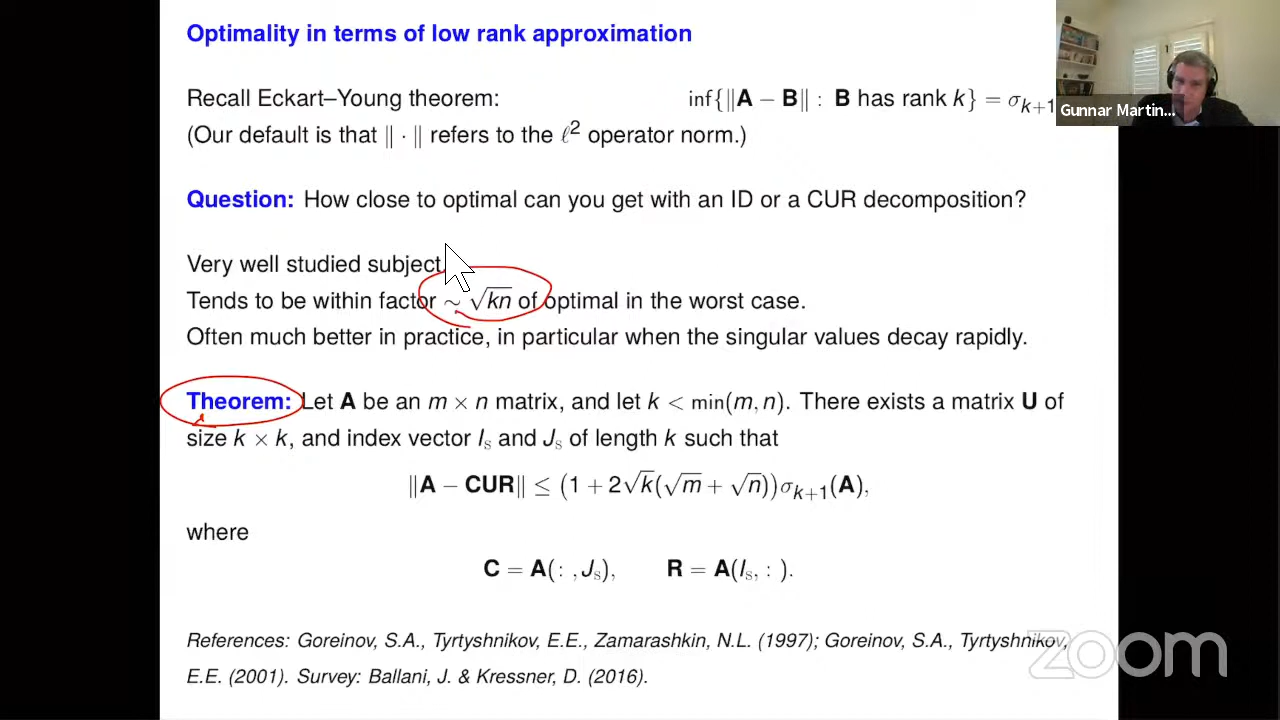 Optimality in terms of low rank approximation
Recall Eckart–Young theorem: inf{‖A − B‖ : B has rank k} = σₖ₊₁
Gunnar Martin...
(Our default is that ‖ · ‖ refers to the ℓ² operator norm.)
Question: How close to optimal can you get with an ID or a CUR decomposition?
Very well studied subject
Tends to be within factor ∼ √kn of optimal in the worst case.
Often much better in practice, in particular when the singular values decay rapidly.
Theorem: Let A be an m × n matrix, and let k < min(m, n). There exists a matrix U of
size k × k, and index vector Iₛ and Jₛ of length k such that
‖A − CUR‖ ≤ (1 + 2√k(√m + √n))σₖ₊₁(A),
where
C = A(: , Jₛ), R = A(Iₛ, : ).
References: Goreinov, S.A., Tyrtyshnikov, E.E., Zamarashkin, N.L. (1997); Goreinov, S.A., Tyrtyshnikov,
E.E. (2001). Survey: Ballani, J. & Kressner, D. (2016).
zoom